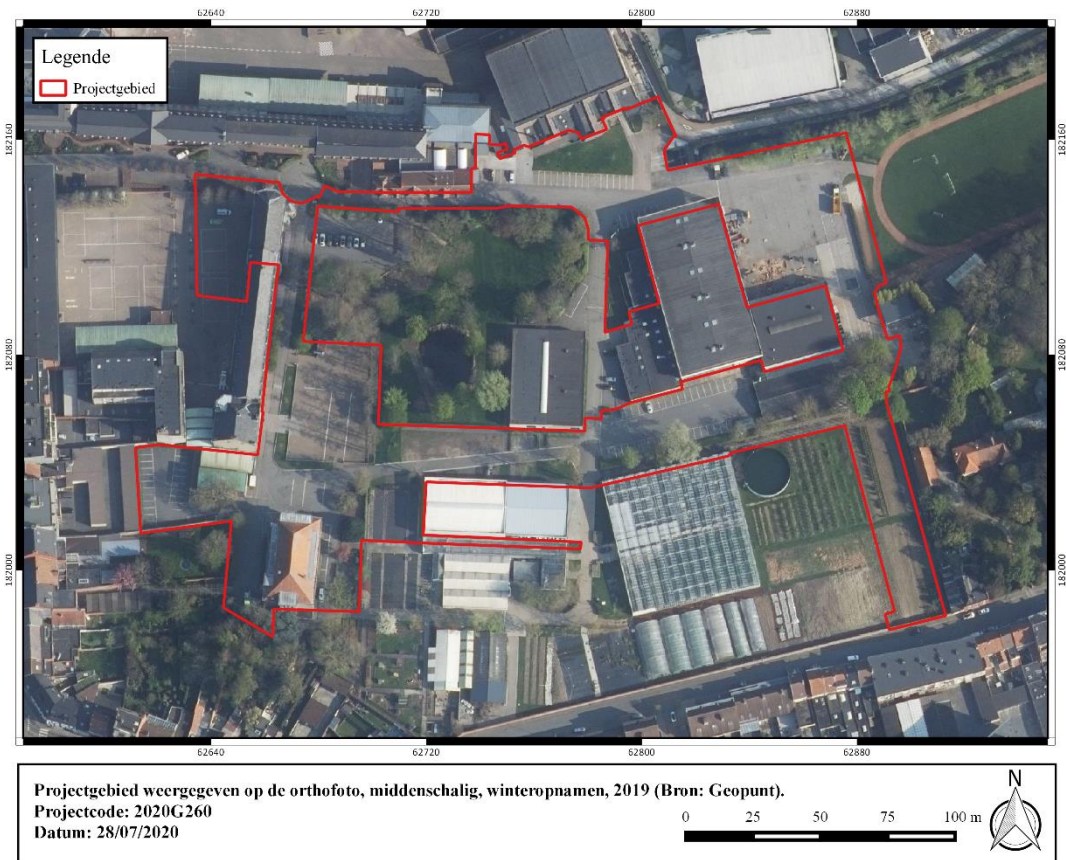 62640 62720 62800 62880
Legende
Projectgebied
182160 182160
182080 182080
182000 182000
62640 62720 62800 62880
Projectgebied weergegeven op de orthofoto, middenschalig, winteropnamen, 2019 (Bron: Geopunt).
Projectcode: 2020G260
Datum: 28/07/2020
0 25 50 75 100 m
N